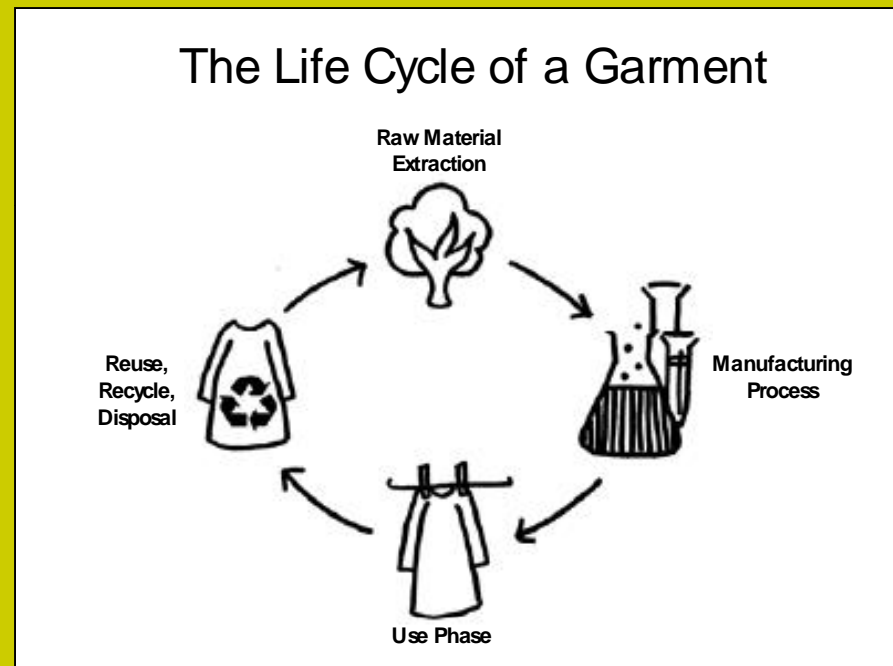 The Life Cycle of a Garment
Raw Material
Extraction
Manufacturing
Process
Use Phase
Reuse,
Recycle,
Disposal